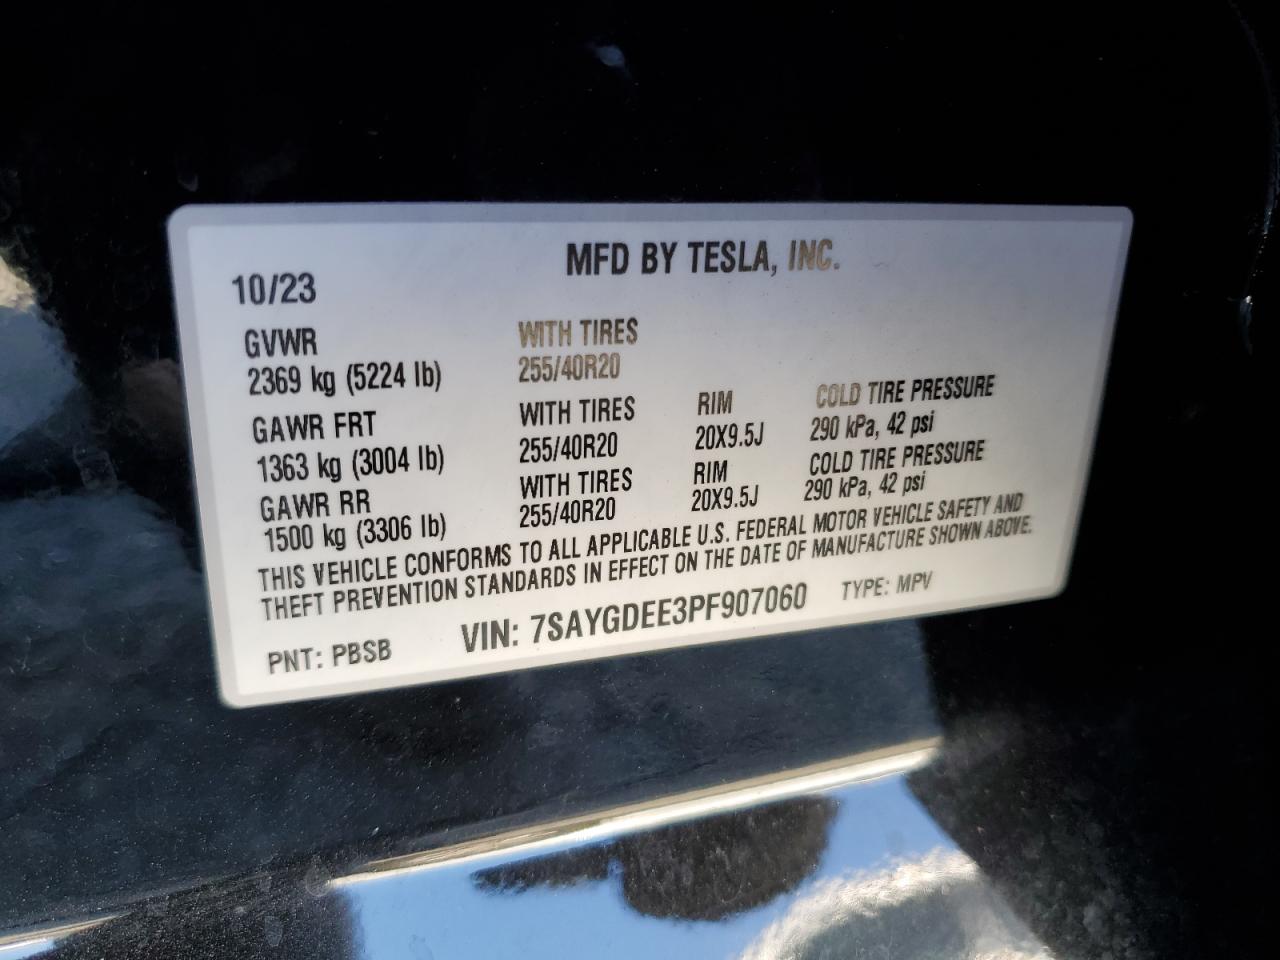 MFD BY TESLA, INC.
10/23
GVWR WITH TIRES
2369 kg (5224 lb) 255/40R20
GAWR FRT WITH TIRES RIM COLD TIRE PRESSURE
1363 kg (3004 lb) 255/40R20 20X9.5J 290 kPa, 42 psi
GAWR RR WITH TIRES RIM COLD TIRE PRESSURE
1500 kg (3306 lb) 255/40R20 20X9.5J 290 kPa, 42 psi
THIS VEHICLE CONFORMS TO ALL APPLICABLE U.S. FEDERAL MOTOR VEHICLE SAFETY AND
THEFT PREVENTION STANDARDS IN EFFECT ON THE DATE OF MANUFACTURE SHOWN ABOVE.
PNT: PBSB VIN: 7SAYGDEE3PF907060 TYPE: MPV